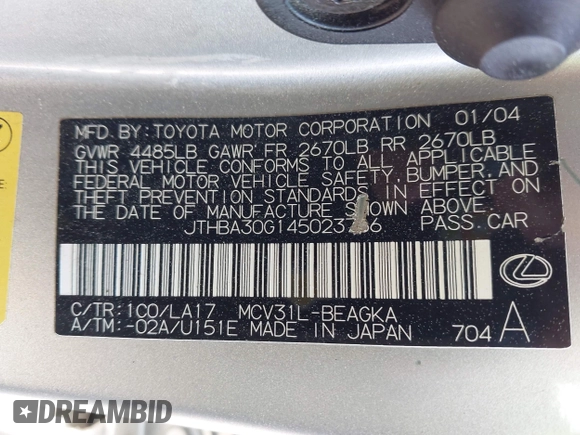 MFD. BY: TOYOTA MOTOR CORPORATION 01/04
GVWR 4485LB GAWR FR 2670LB RR 2670LB
THIS VEHICLE CONFORMS TO ALL APPLICABLE
FEDERAL MOTOR VEHICLE SAFETY, BUMPER, AND
THEFT PREVENTION STANDARDS IN EFFECT ON
THE DATE OF MANUFACTURE SHOWN ABOVE.
PASS CAR
C/TR: 1C0/LA17 MCV31L-BEAGKA
A/TM: -02A/U151E MADE IN JAPAN 704 A
DREAMBID